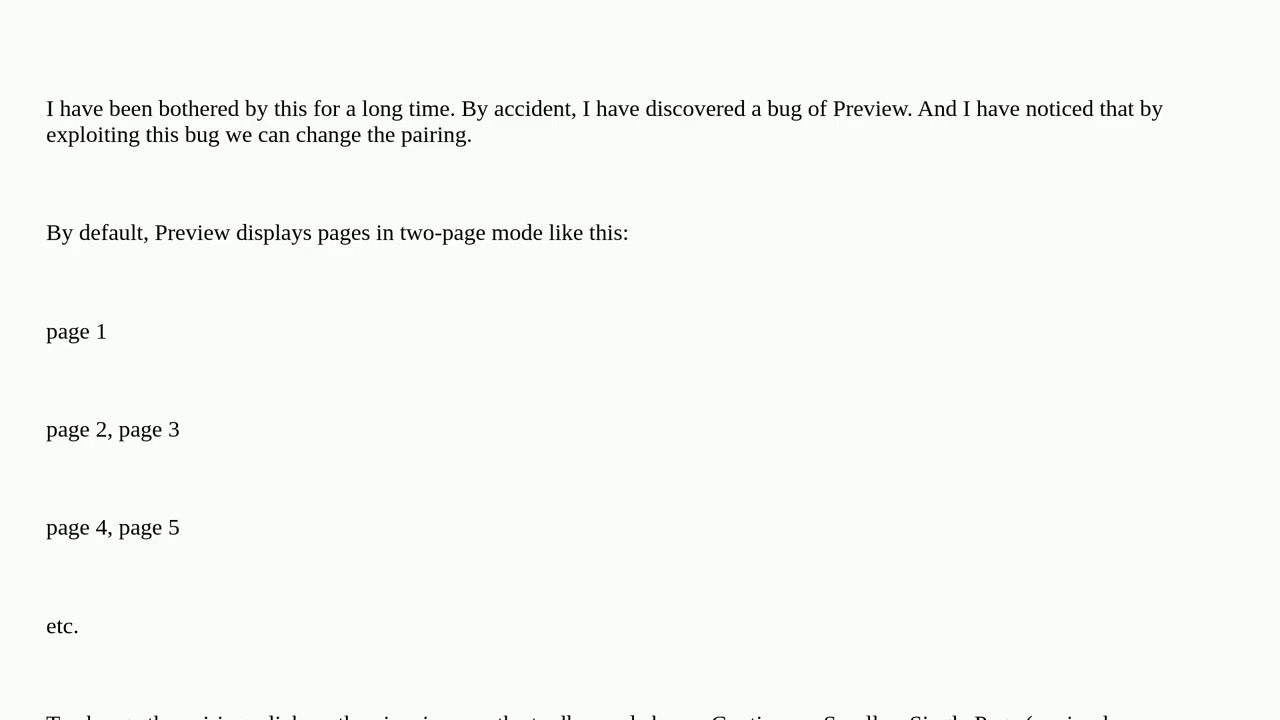 I have been bothered by this for a long time. By accident, I have discovered a bug of Preview. And I have noticed that by
exploiting this bug we can change the pairing.
By default, Preview displays pages in two-page mode like this:
page 1
page 2, page 3
page 4, page 5
etc.